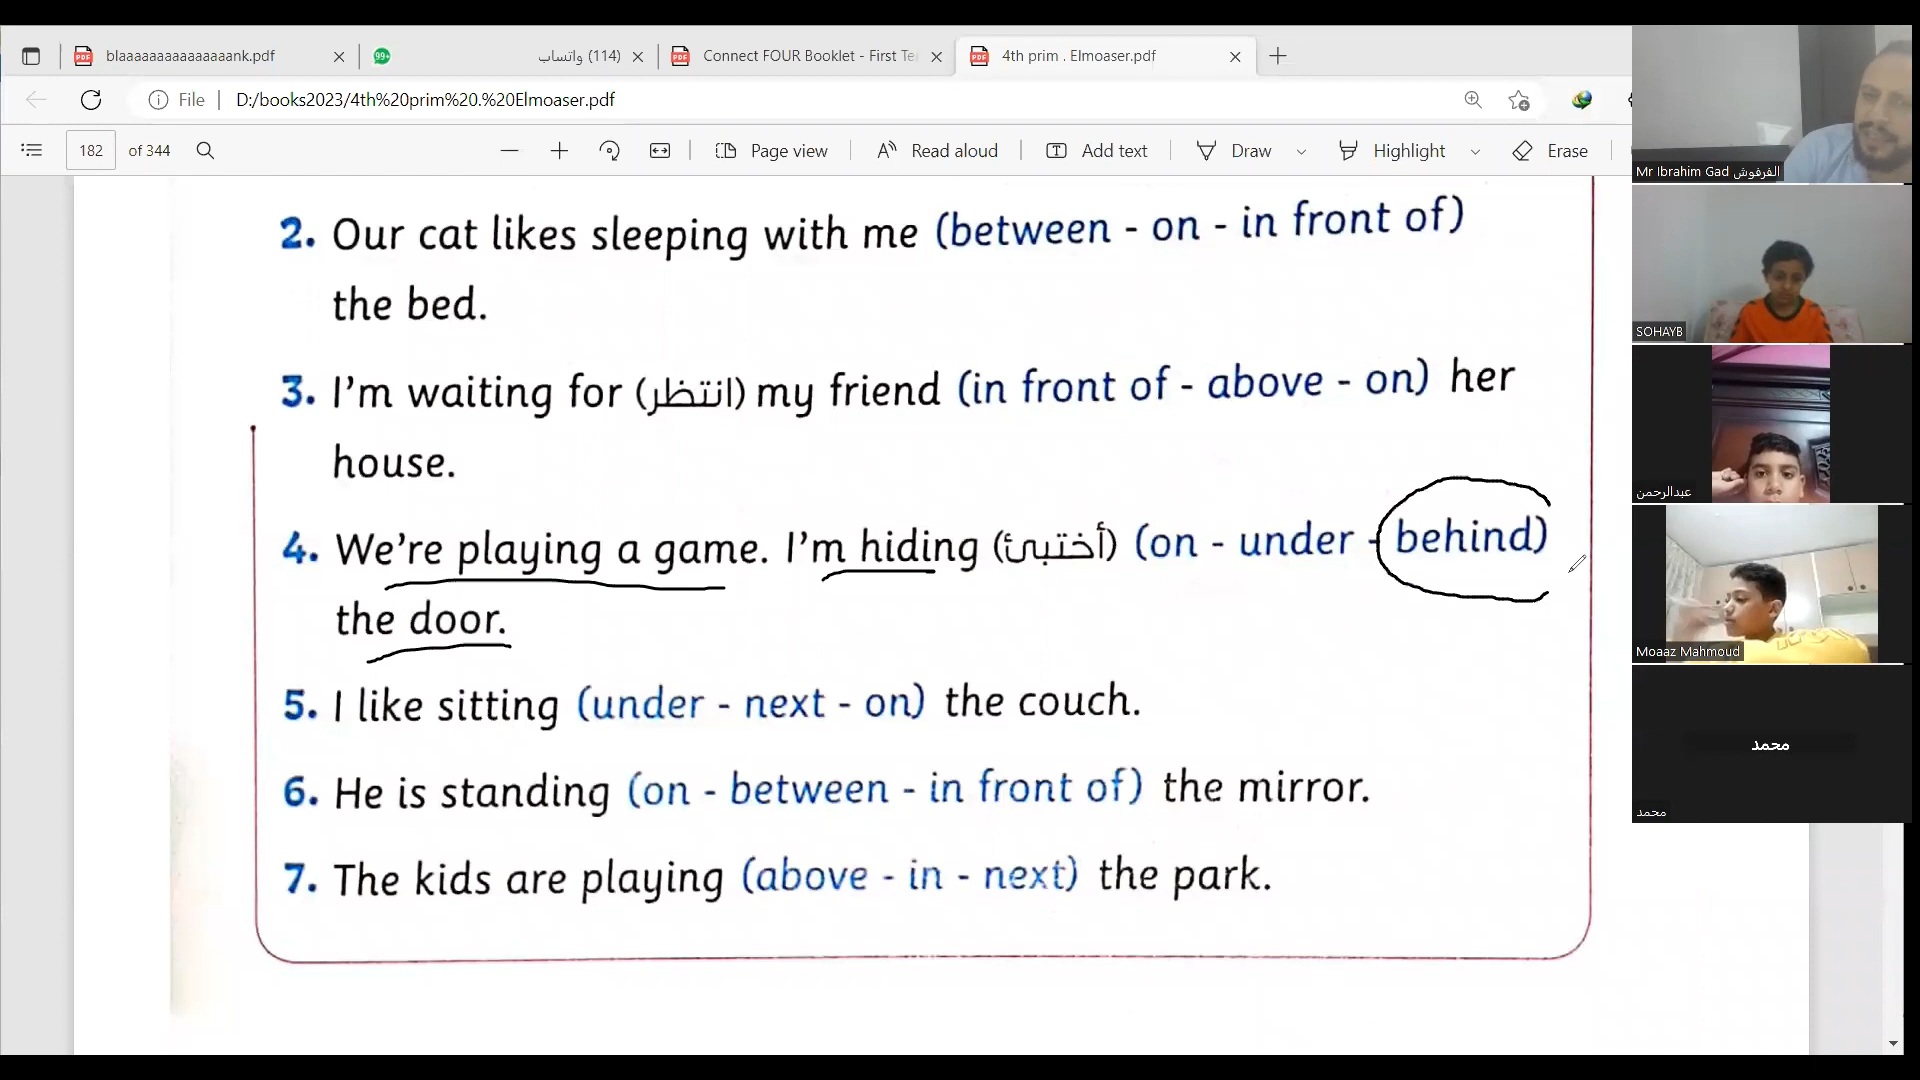 blaaaaaaaaaaaaaaank.pdf
99+
واتساب (114)
Connect FOUR Booklet - First Te
4th prim . Elmoaser.pdf
File
D:/books2023/4th%20prim%20.%20Elmoaser.pdf
182 of 344
Page view
Read aloud
Add text
Draw
Highlight
Erase
2. Our cat likes sleeping with me (between - on - in front of)
the bed.
3. I'm waiting for (انتظر) my friend (in front of - above - on) her
house.
4. We're playing a game. I'm hiding (أختبئ) (on - under - behind)
the door.
5. I like sitting (under - next - on) the couch.
6. He is standing (on - between - in front of) the mirror.
7. The kids are playing (above - in - next) the park.
Mr Ibrahim Gad الفرفوش
SOHAYB
عبدالرحمن
Moaaz Mahmoud
محمد
محمد